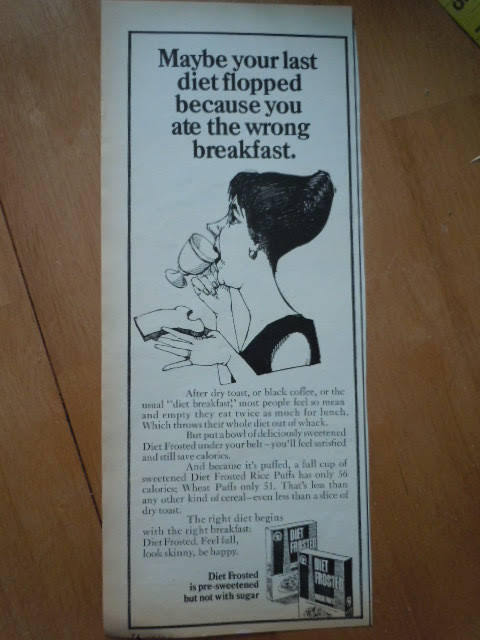 Maybe your last
diet flopped
because you
ate the wrong
breakfast.
After dry toast, or black coffee, or the
usual "diet breakfast," most people feel so mean
and empty they eat twice as much for lunch.
Which throws their whole diet out of whack.
But put a bowl of deliciously sweetened
Diet Frosted under your belt – you'll feel satisfied
and still save calories.
And because it's puffed, a full cup of
sweetened Diet Frosted Rice Puffs has only 56
calories; Wheat Puffs only 51. That's less than
any other kind of cereal – even less than a slice of
dry toast.
The right diet begins
with the right breakfast:
Diet Frosted. Feel full,
look skinny, be happy.
Diet Frosted
is pre-sweetened
but not with sugar
DIET
FROSTED
DIET
FROSTED